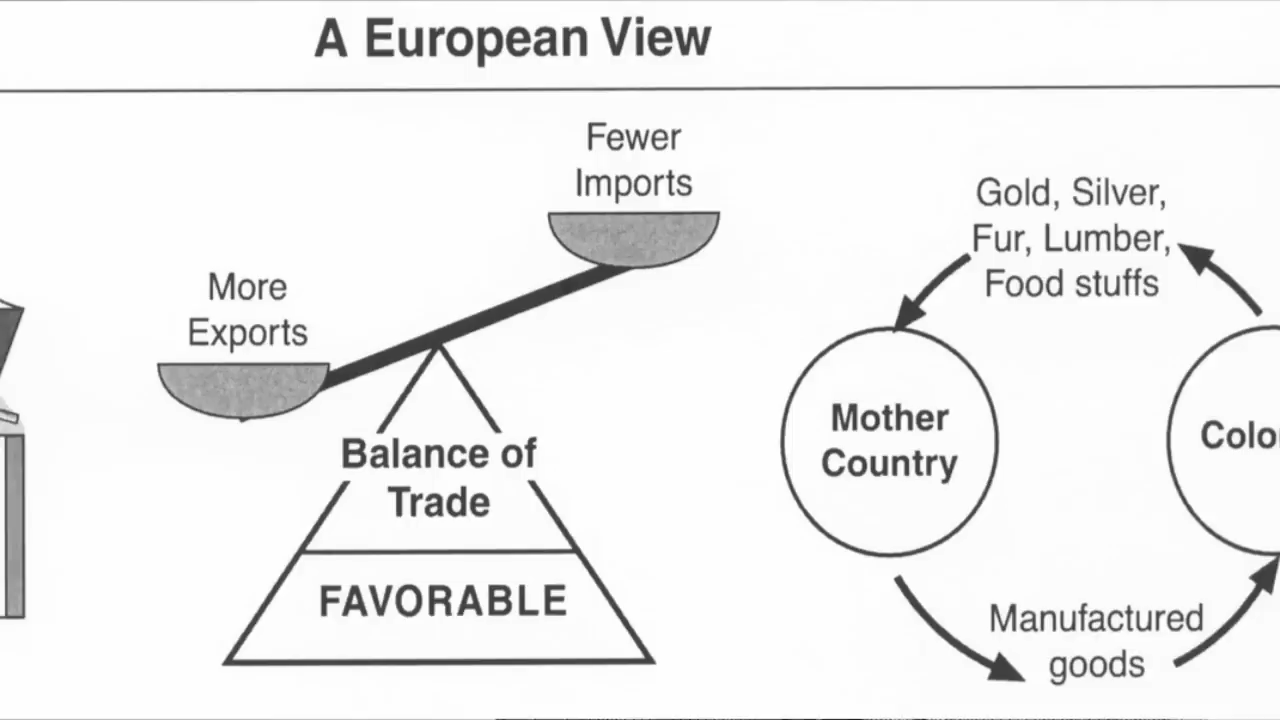 A European View
Fewer
Imports
More
Exports
Balance of
Trade
FAVORABLE
Gold, Silver,
Fur, Lumber,
Food stuffs
Mother
Country
Colo
Manufactured
goods